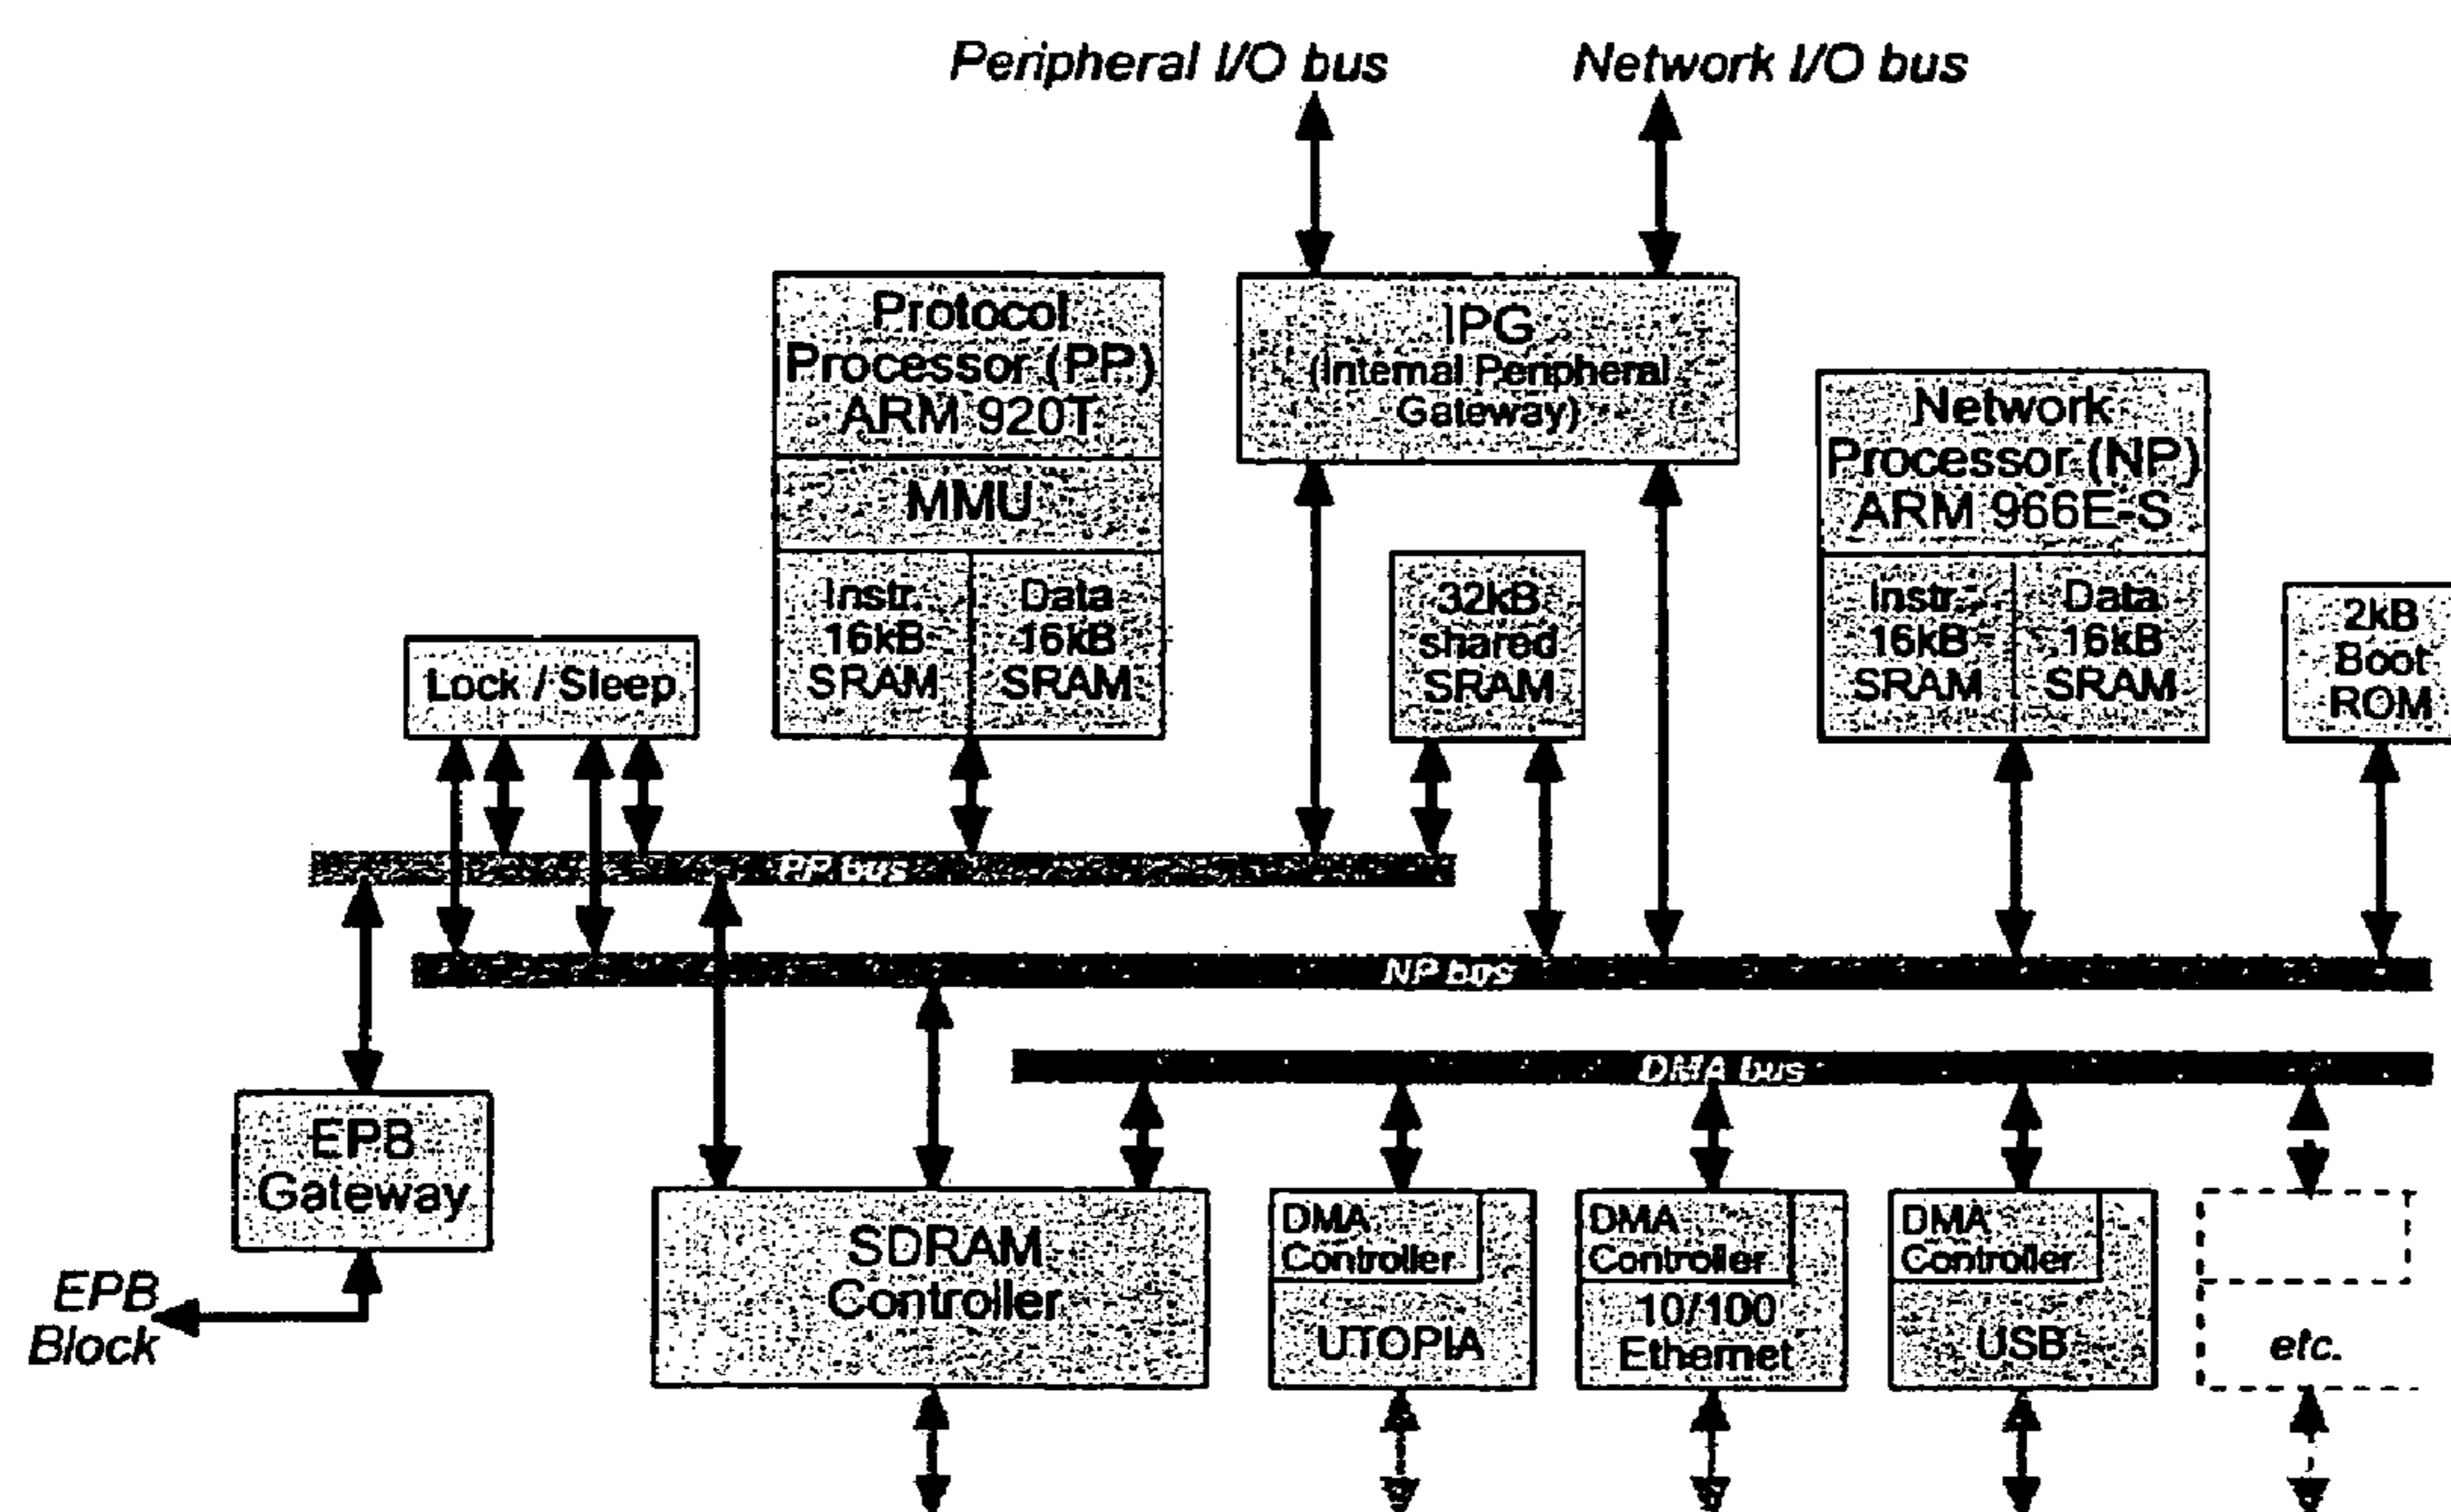 Peripheral I/O bus
Network I/O bus
Protocol
Processor (PP)
ARM 920T
MMU
Instr.
16kB
SRAM
Data
16kB
SRAM
IPG
(Internal Peripheral
Gateway)
Network
Processor (NP)
ARM 966E-S
Instr.
16kB
SRAM
Data
16kB
SRAM
32kB
shared
SRAM
2kB
Boot
ROM
Lock / Sleep
PP bus
NP bus
DMA bus
EPB
Gateway
EPB
Block
SDRAM
Controller
DMA
Controller
UTOPIA
DMA
Controller
10/100
Ethernet
DMA
Controller
USB
etc.